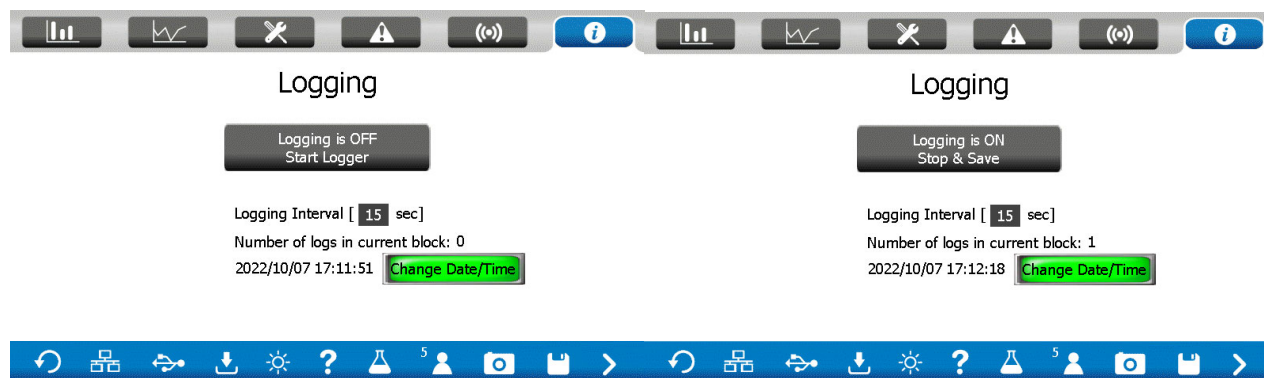 Logging
Logging is OFF
Start Logger
Logging Interval [ 15 sec]
Number of logs in current block: 0
2022/10/07 17:11:51 Change Date/Time
5
Logging
Logging is ON
Stop & Save
Logging Interval [ 15 sec]
Number of logs in current block: 1
2022/10/07 17:12:18 Change Date/Time
5